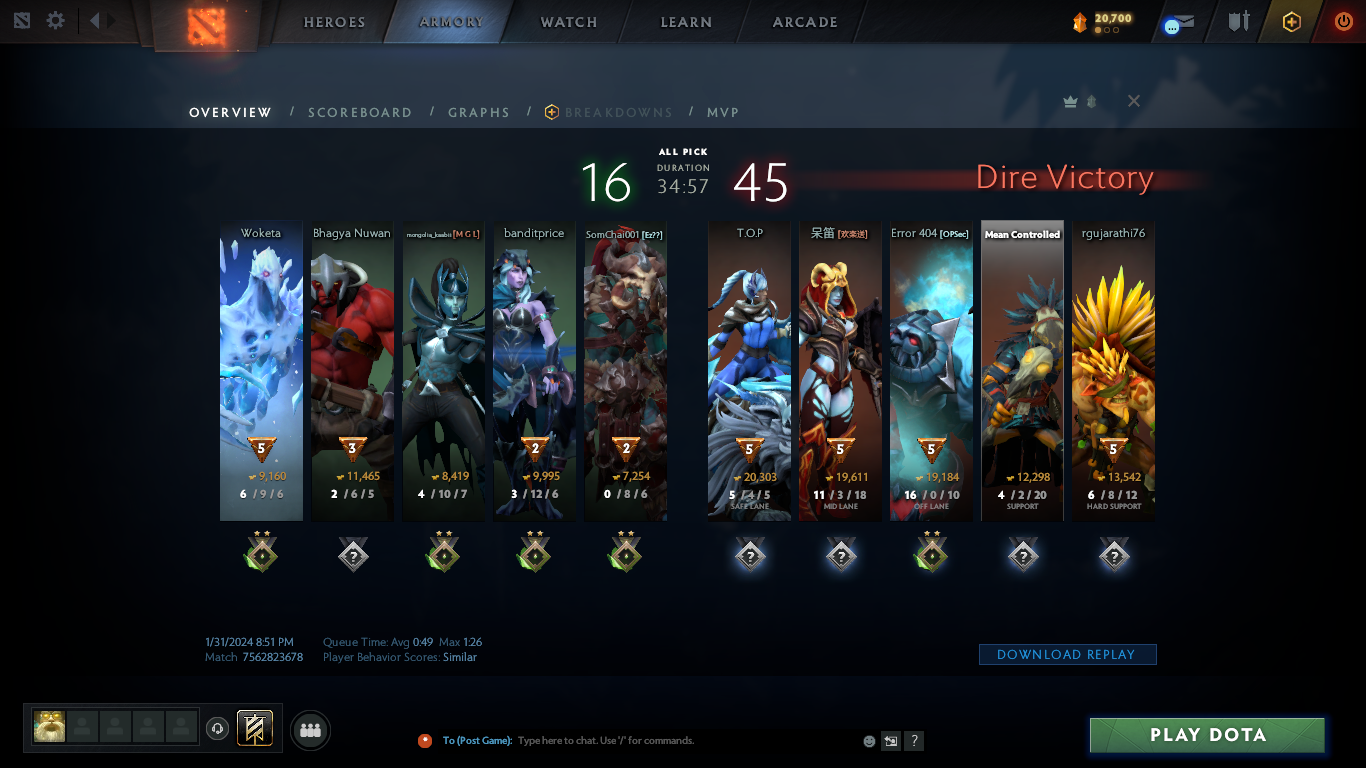 HEROES ARMORY WATCH LEARN ARCADE 20,700
OVERVIEW / SCOREBOARD / GRAPHS / BREAKDOWNS / MVP
ALL PICK
16 DURATION 45 Dire Victory
34:57
Woketa Bhagya Nuwan mongolia_kaabii [M G L] banditprice SomChai001 [Ez??] T.O.P 呆笛 [欢楽送] Error 404 [OPSec] Mean Controlled rgujarathi76
5 3 2 2 5 5 5 5
9,160 11,465 8,419 9,995 7,254 20,303 19,611 19,184 12,298 13,542
6 / 9 / 6 2 / 6 / 5 4 / 10 / 7 3 / 12 / 6 0 / 8 / 6 5 / 4 / 5 11 / 3 / 18 16 / 0 / 10 4 / 2 / 20 6 / 8 / 12
SAFE LANE MID LANE OFF LANE SUPPORT HARD SUPPORT
? ? ? ? ?
1/31/2024 8:51 PM Queue Time: Avg 0:49 Max 1:26
Match 7562823678 Player Behavior Scores: Similar
DOWNLOAD REPLAY
To (Post Game): Type here to chat. Use '/' for commands. ?
PLAY DOTA